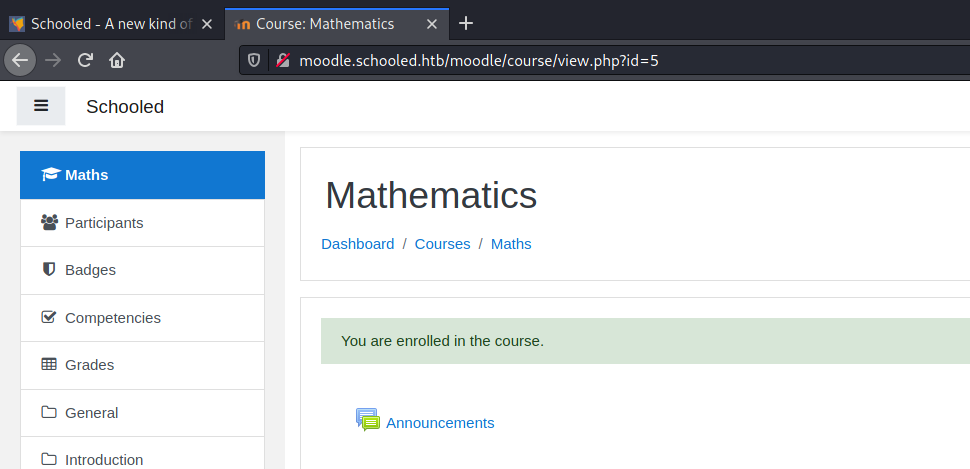 Schooled - A new kind of
Course: Mathematics
moodle.schooled.htb/moodle/course/view.php?id=5
Schooled
Maths
Participants
Badges
Competencies
Grades
General
Introduction
Mathematics
Dashboard / Courses / Maths
You are enrolled in the course.
Announcements